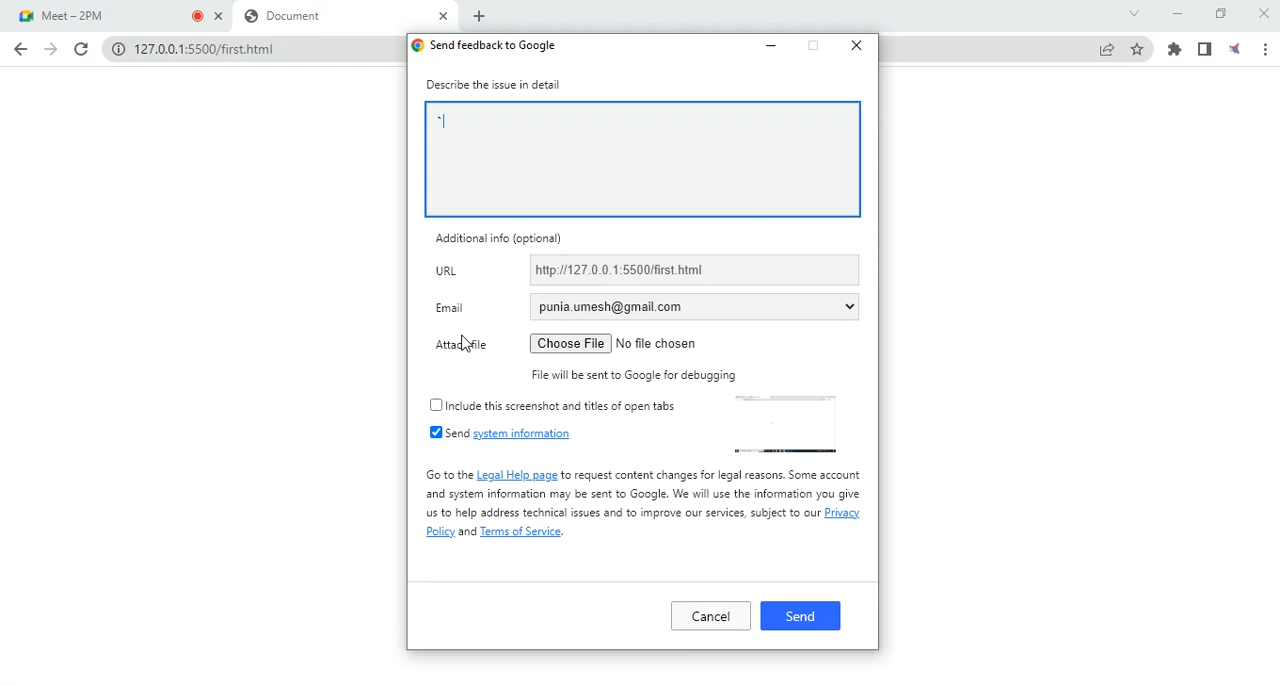 Meet – 2PM
Document
127.0.0.1:5500/first.html
Send feedback to Google
Describe the issue in detail
`
Additional info (optional)
URL http://127.0.0.1:5500/first.html
Email punia.umesh@gmail.com
Attach file Choose File No file chosen
File will be sent to Google for debugging
Include this screenshot and titles of open tabs
Send system information
Go to the Legal Help page to request content changes for legal reasons. Some account
and system information may be sent to Google. We will use the information you give
us to help address technical issues and to improve our services, subject to our Privacy
Policy and Terms of Service.
Cancel Send